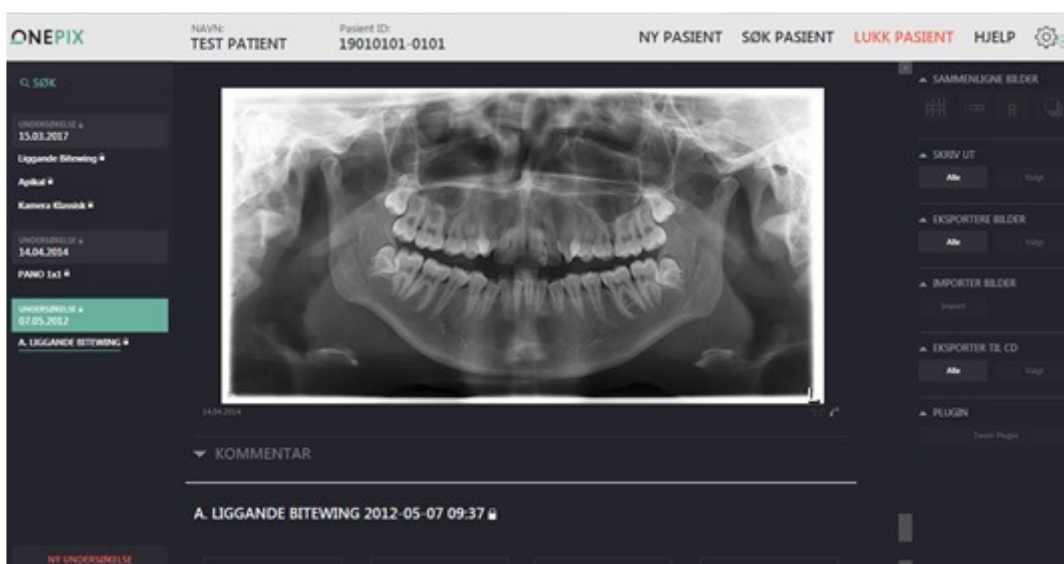 ONEPIX
NAVN:
TEST PATIENT
Pasient ID:
19010101-0101
NY PASIENT
SØK PASIENT
LUKK PASIENT
HJELP
SØK
UNDERSØKELSE
15.03.2017
Liggande Bitewing
Apikal
Kamera Klassisk
UNDERSØKELSE
14.04.2014
PANO 1x1
UNDERSØKELSE
07.05.2012
A. LIGGANDE BITEWING
NY UNDERSØKELSE
14.04.2014
KOMMENTAR
A. LIGGANDE BITEWING 2012-05-07 09:37
SAMMENLIGNE BILDER
SKRIV UT
Alle
Valgt
EKSPORTERE BILDER
Alle
Valgt
IMPORTER BILDER
Import
EKSPORTER TIL CD
Alle
Valgt
PLUGIN
Twain Plugin